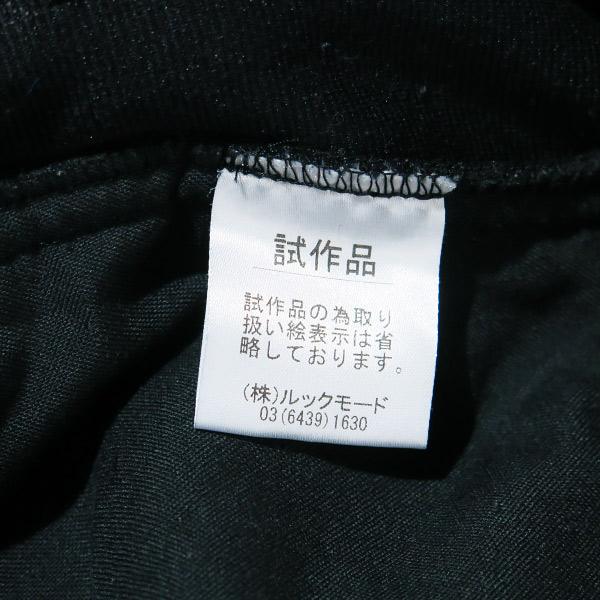 試作品
試作品の為取り
扱い絵表示は省
略しております。
(株)ルックモード
03(6439)1630